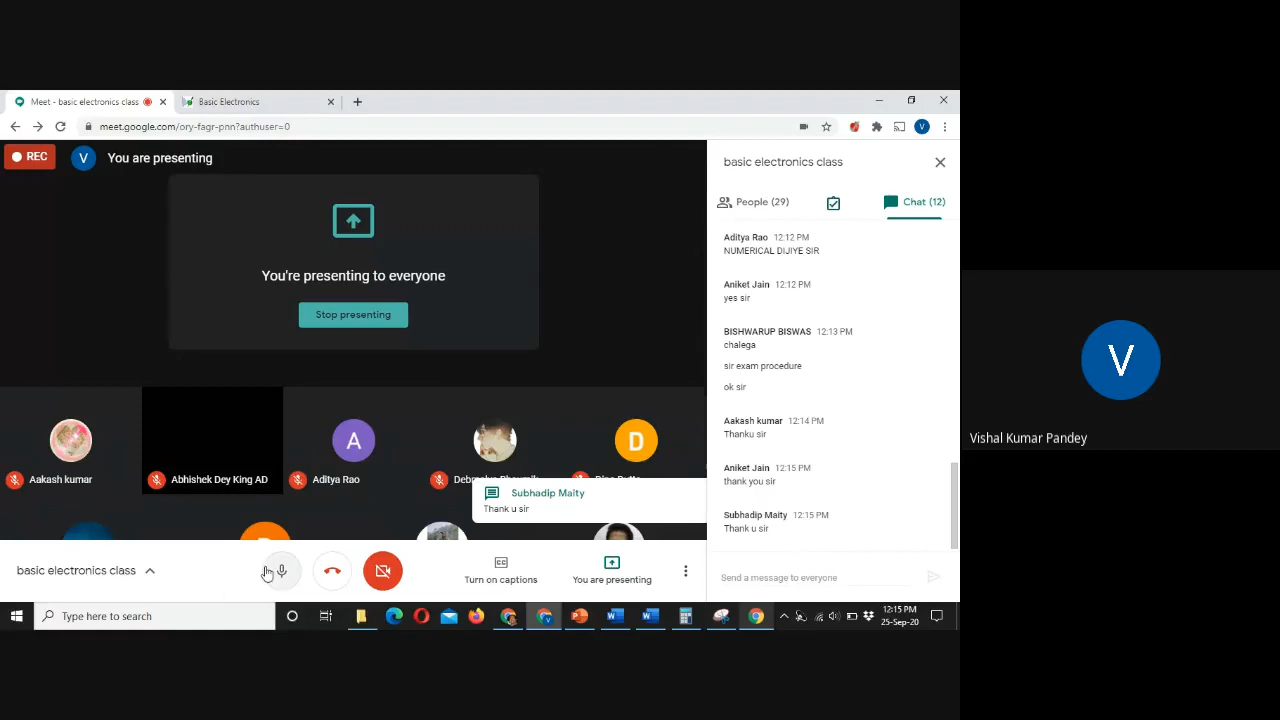 Meet - basic electronics class
Basic Electronics
meet.google.com/ory-fagr-pnn?authuser=0
V
REC
V
You are presenting
You're presenting to everyone
Stop presenting
basic electronics class
People (29)
Chat (12)
Aditya Rao 12:12 PM
NUMERICAL DIJIYE SIR
Aniket Jain 12:12 PM
yes sir
BISHWARUP BISWAS 12:13 PM
chalega
sir exam procedure
ok sir
Aakash kumar 12:14 PM
Thanku sir
Aniket Jain 12:15 PM
thank you sir
Subhadip Maity 12:15 PM
Thank u sir
Send a message to everyone
A
D
Aakash kumar
Abhishek Dey King AD
Aditya Rao
Subhadip Maity
Thank u sir
basic electronics class
CC
Turn on captions
You are presenting
Type here to search
12:15 PM
25-Sep-20
V
Vishal Kumar Pandey